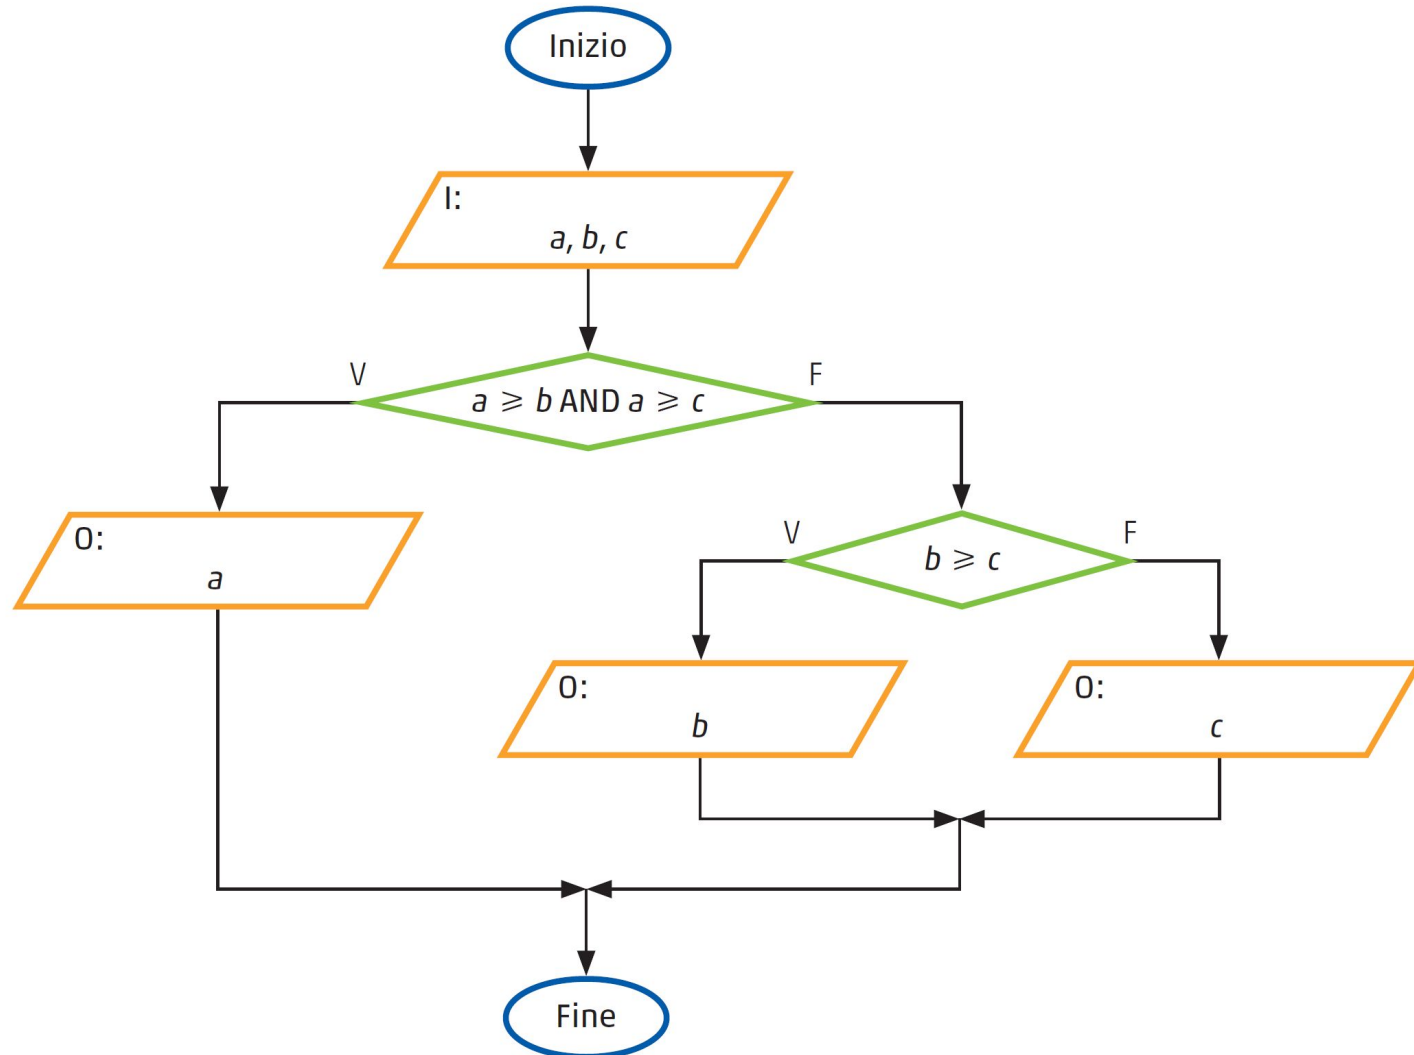 Inizio
I:
a, b, c
V
F
a ⩾ b AND a ⩾ c
O:
a
V
F
b ⩾ c
O:
b
O:
c
Fine